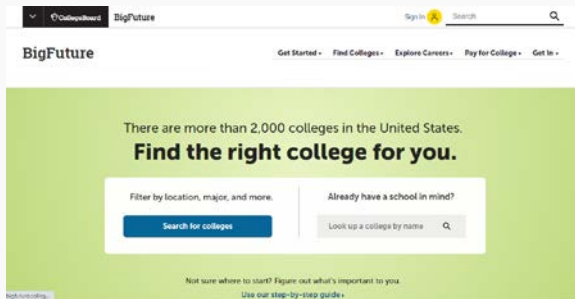 CollegeBoard BigFuture Sign In Search
BigFuture
Get Started Find Colleges Explore Careers Pay for College Get In
There are more than 2,000 colleges in the United States.
Find the right college for you.
Filter by location, major, and more.
Already have a school in mind?
Search for colleges
Look up a college by name
Not sure where to start? Figure out what's important to you.
Use our step-by-step guide›